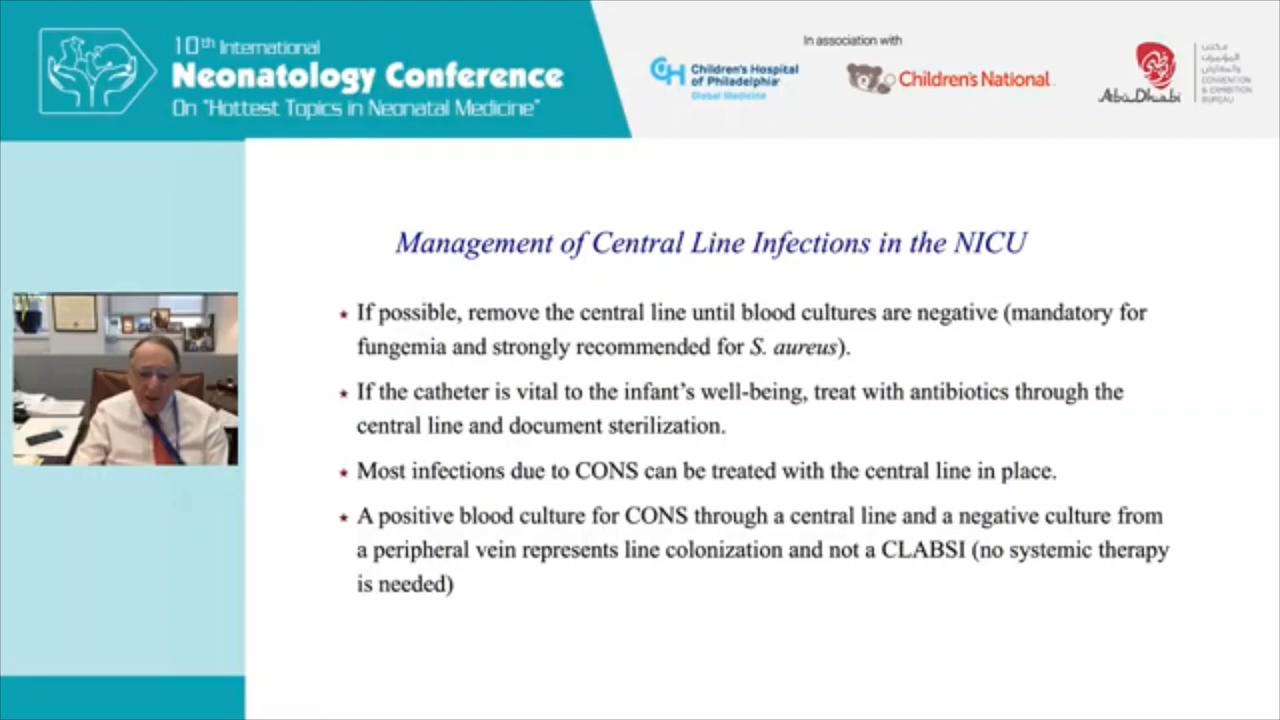 10th International
Neonatology Conference
On "Hottest Topics in Neonatal Medicine"
In association with
CH Children's Hospital
of Philadelphia
Global Medicine
Children's National
Abu Dhabi
مكتب
المؤتمرات
والمعارض
CONVENTION
& EXHIBITION
BUREAU
Management of Central Line Infections in the NICU
If possible, remove the central line until blood cultures are negative (mandatory for
fungemia and strongly recommended for S. aureus).
If the catheter is vital to the infant's well-being, treat with antibiotics through the
central line and document sterilization.
Most infections due to CONS can be treated with the central line in place.
A positive blood culture for CONS through a central line and a negative culture from
a peripheral vein represents line colonization and not a CLABSI (no systemic therapy
is needed)